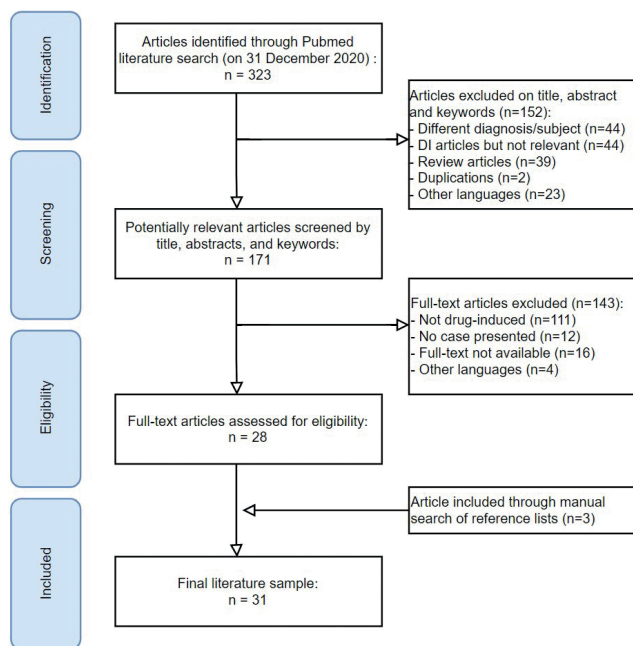 Identification
Articles identified through Pubmed
literature search (on 31 December 2020) :
n = 323
Articles excluded on title, abstract
and keywords (n=152):
- Different diagnosis/subject (n=44)
- DI articles but not relevant (n=44)
- Review articles (n=39)
- Duplications (n=2)
- Other languages (n=23)
Screening
Potentially relevant articles screened by
title, abstracts, and keywords:
n = 171
Full-text articles excluded (n=143):
- Not drug-induced (n=111)
- No case presented (n=12)
- Full-text not available (n=16)
- Other languages (n=4)
Eligibility
Full-text articles assessed for eligibility:
n = 28
Article included through manual
search of reference lists (n=3)
Included
Final literature sample:
n = 31